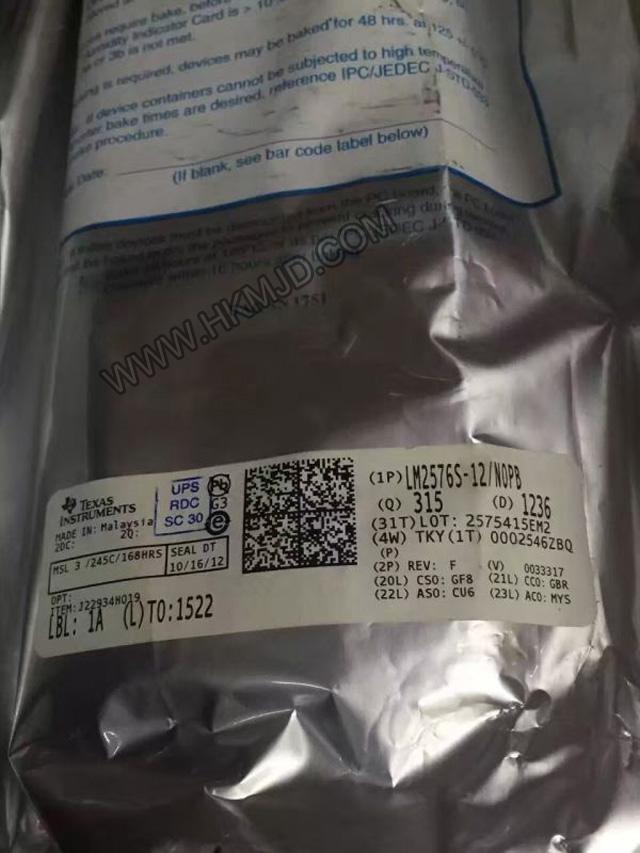 require bake, before
Humidity Indicator Card is > 10
or 3b is not met.
is required, devices may be baked for 48 hrs. at 125
if device containers cannot be subjected to high temperature
bake times are desired, reference IPC/JEDEC J-STD-033
procedure.
Date: (If blank, see bar code label below)
WWW.HKMJD.COM
TEXAS
INSTRUMENTS
MADE IN: Malaysia
2DC: 2Q:
UPS
RDC
SC 30
Pb
G3
e
MSL 3 /245C/168HRS
SEAL DT
10/16/12
OPT:
ITEM: J22934H019
LBL: 1A (L)TO:1522
(1P) LM2576S-12/NOPB
(Q) 315 (D) 1236
(31T)LOT: 2575415EM2
(4W) TKY(1T) 0002546ZBQ
(P)
(2P) REV: F (V) 0033317
(20L) CSO: GF8 (21L) CCO: GBR
(22L) ASO: CU6 (23L) ACO: MYS